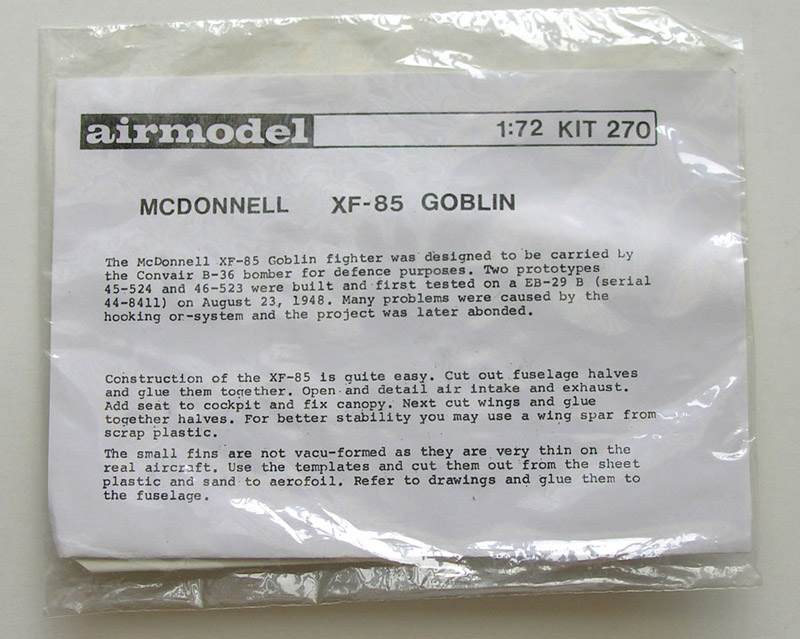 airmodel 1:72 KIT 270
MCDONNELL XF-85 GOBLIN
The McDonnell XF-85 Goblin fighter was designed to be carried by
the Convair B-36 bomber for defence purposes. Two prototypes
45-524 and 46-523 were built and first tested on a EB-29 B (serial
44-8411) on August 23, 1948. Many problems were caused by the
hooking or-system and the project was later abonded.
Construction of the XF-85 is quite easy. Cut out fuselage halves
and glue them together. Open and detail air intake and exhaust.
Add seat to cockpit and fix canopy. Next cut wings and glue
together halves. For better stability you may use a wing spar from
scrap plastic.
The small fins are not vacu-formed as they are very thin on the
real aircraft. Use the templates and cut them out from the sheet
plastic and sand to aerofoil. Refer to drawings and glue them to
the fuselage.